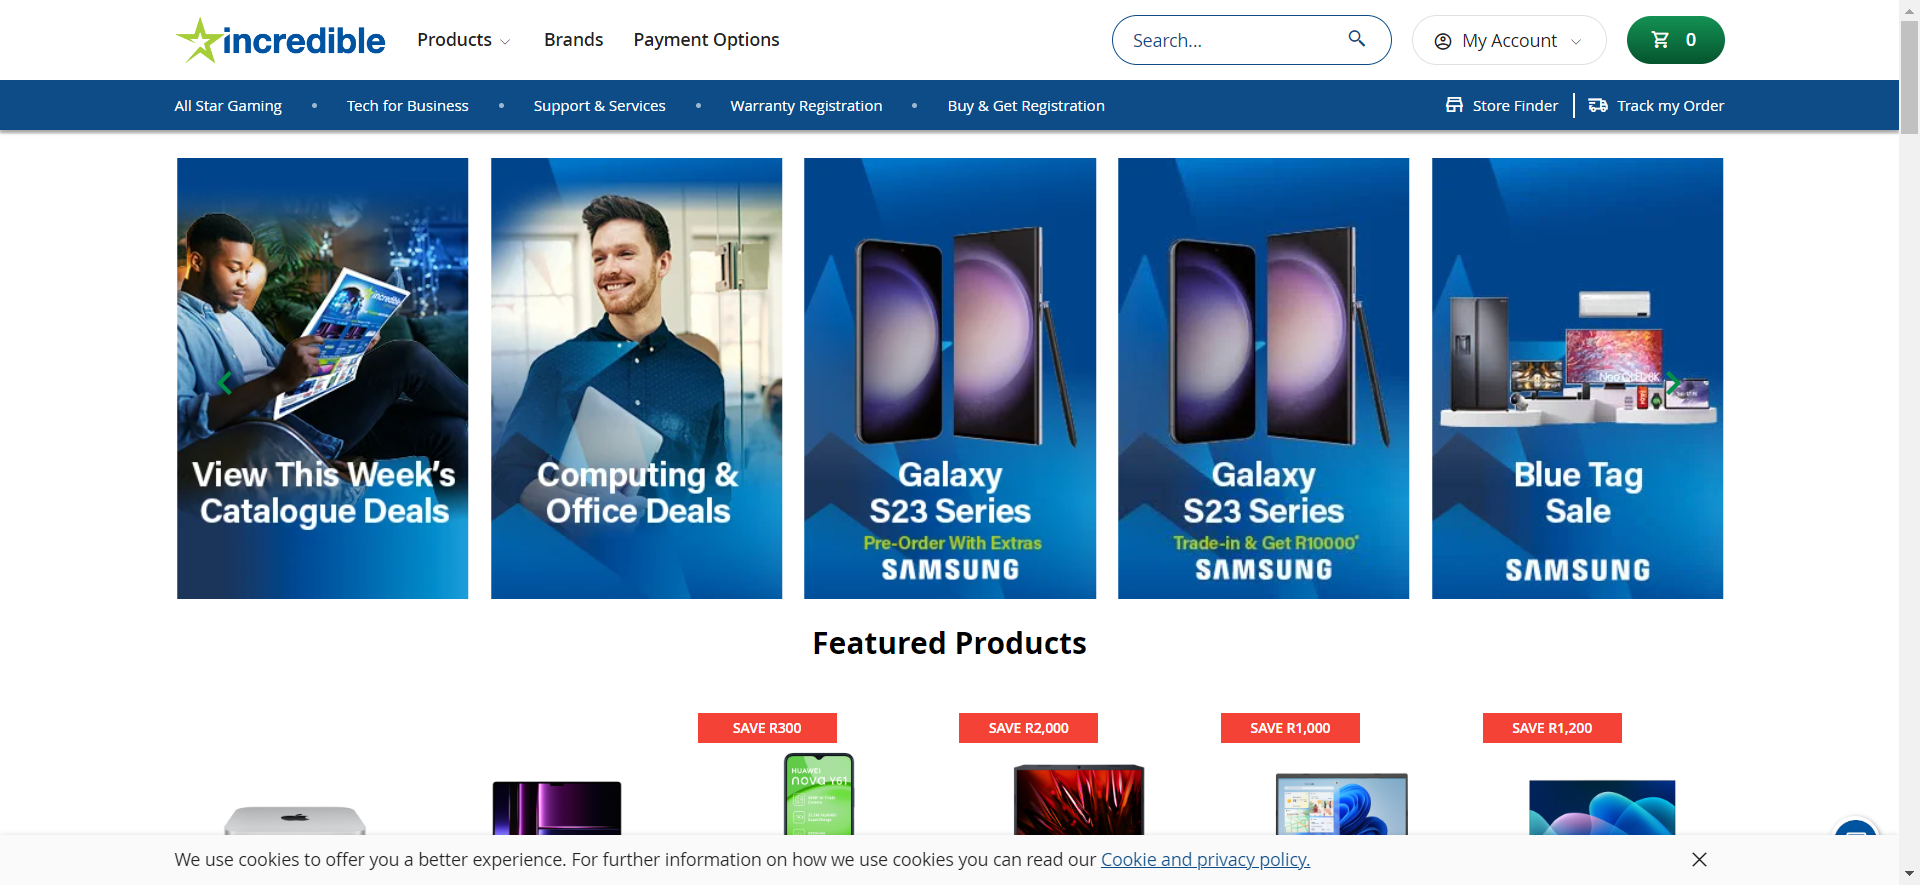 incredible
Products
Brands
Payment Options
Search...
My Account
0
All Star Gaming
Tech for Business
Support & Services
Warranty Registration
Buy & Get Registration
Store Finder
Track my Order
incredible
View This Week's
Catalogue Deals
Computing &
Office Deals
Galaxy
S23 Series
Pre-Order With Extras
SAMSUNG
Galaxy
S23 Series
Trade-in & Get R10000*
SAMSUNG
Neo QLED 8K
Blue Tag
Sale
SAMSUNG
Featured Products
SAVE R300
SAVE R2,000
SAVE R1,000
SAVE R1,200
HUAWEI
nova Y61
We use cookies to offer you a better experience. For further information on how we use cookies you can read our Cookie and privacy policy.